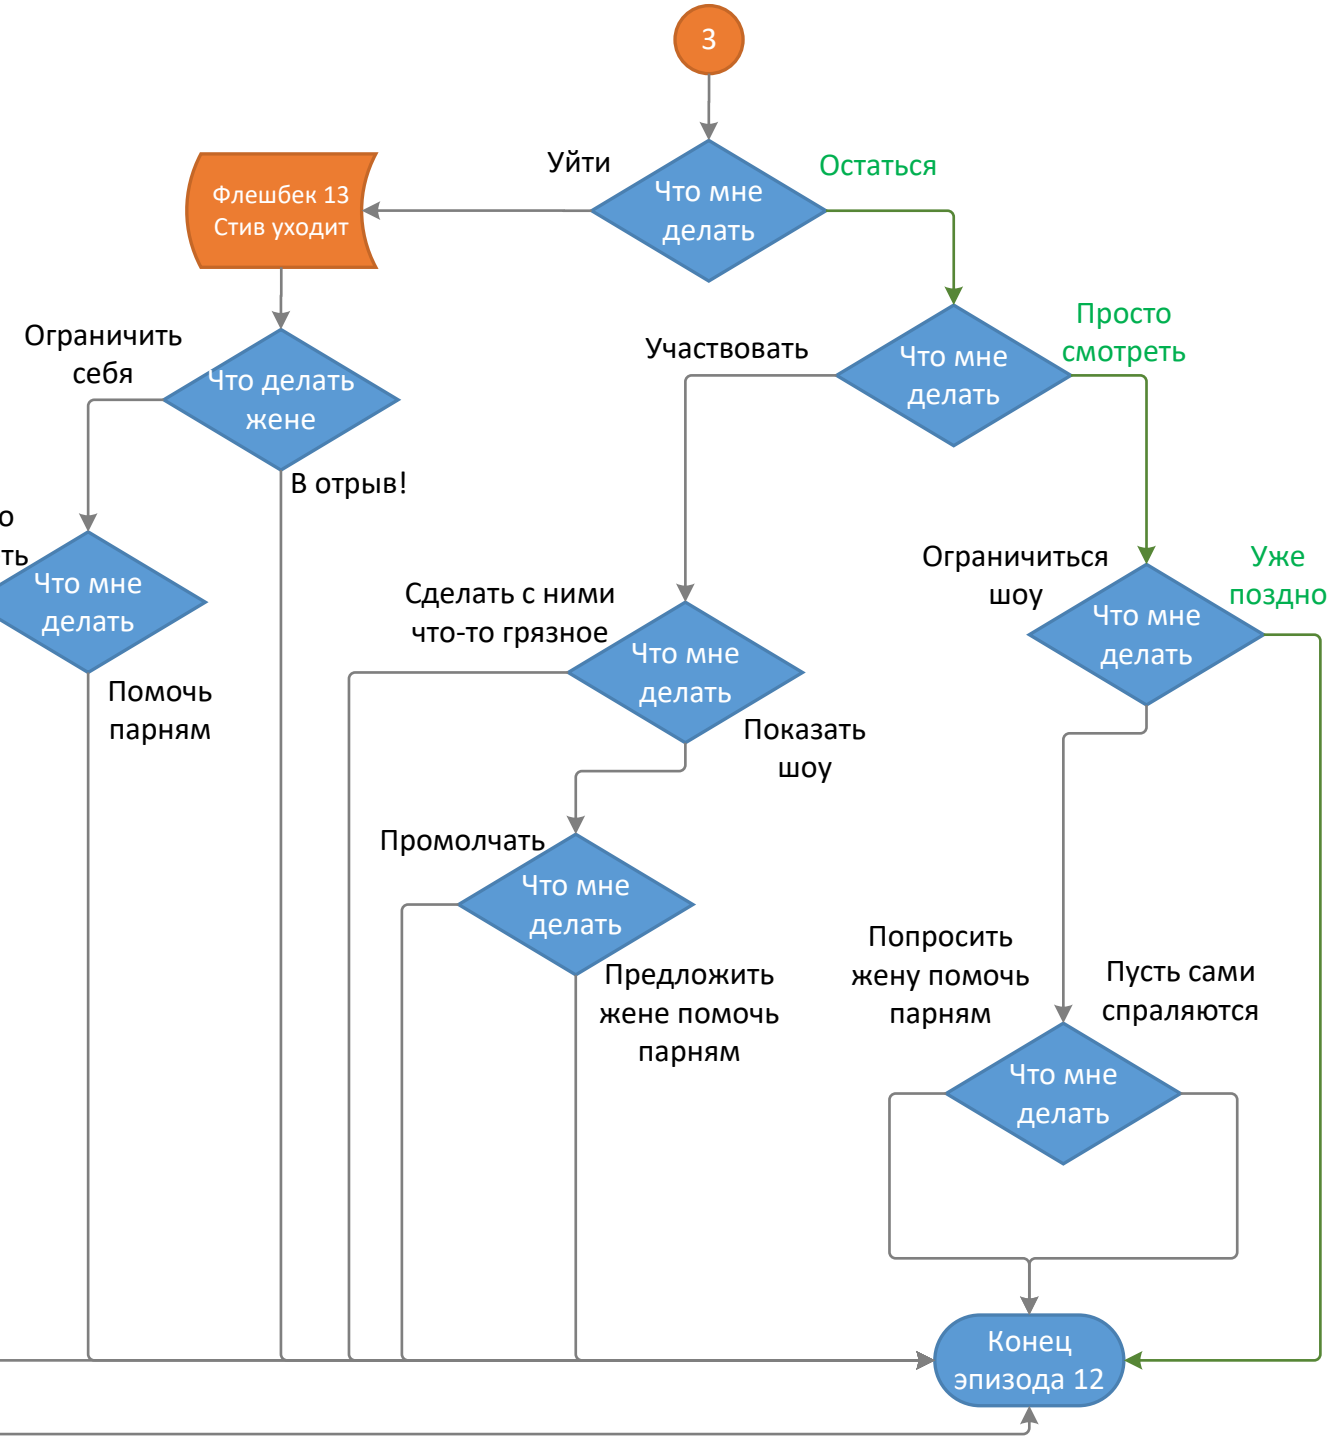 3
Уйти
Что мне
делать
Остаться
Флешбек 13
Стив уходит
Ограничить
себя
Что делать
жене
В отрыв!
Участвовать
Что мне
делать
Просто
смотреть
Что мне
делать
Помочь
парням
Сделать с ними
что-то грязное
Что мне
делать
Показать
шоу
Ограничиться
шоу
Что мне
делать
Уже
поздно
Промолчать
Что мне
делать
Предложить
жене помочь
парням
Попросить
жену помочь
парням
Пусть сами
спраляются
Что мне
делать
Конец
эпизода 12